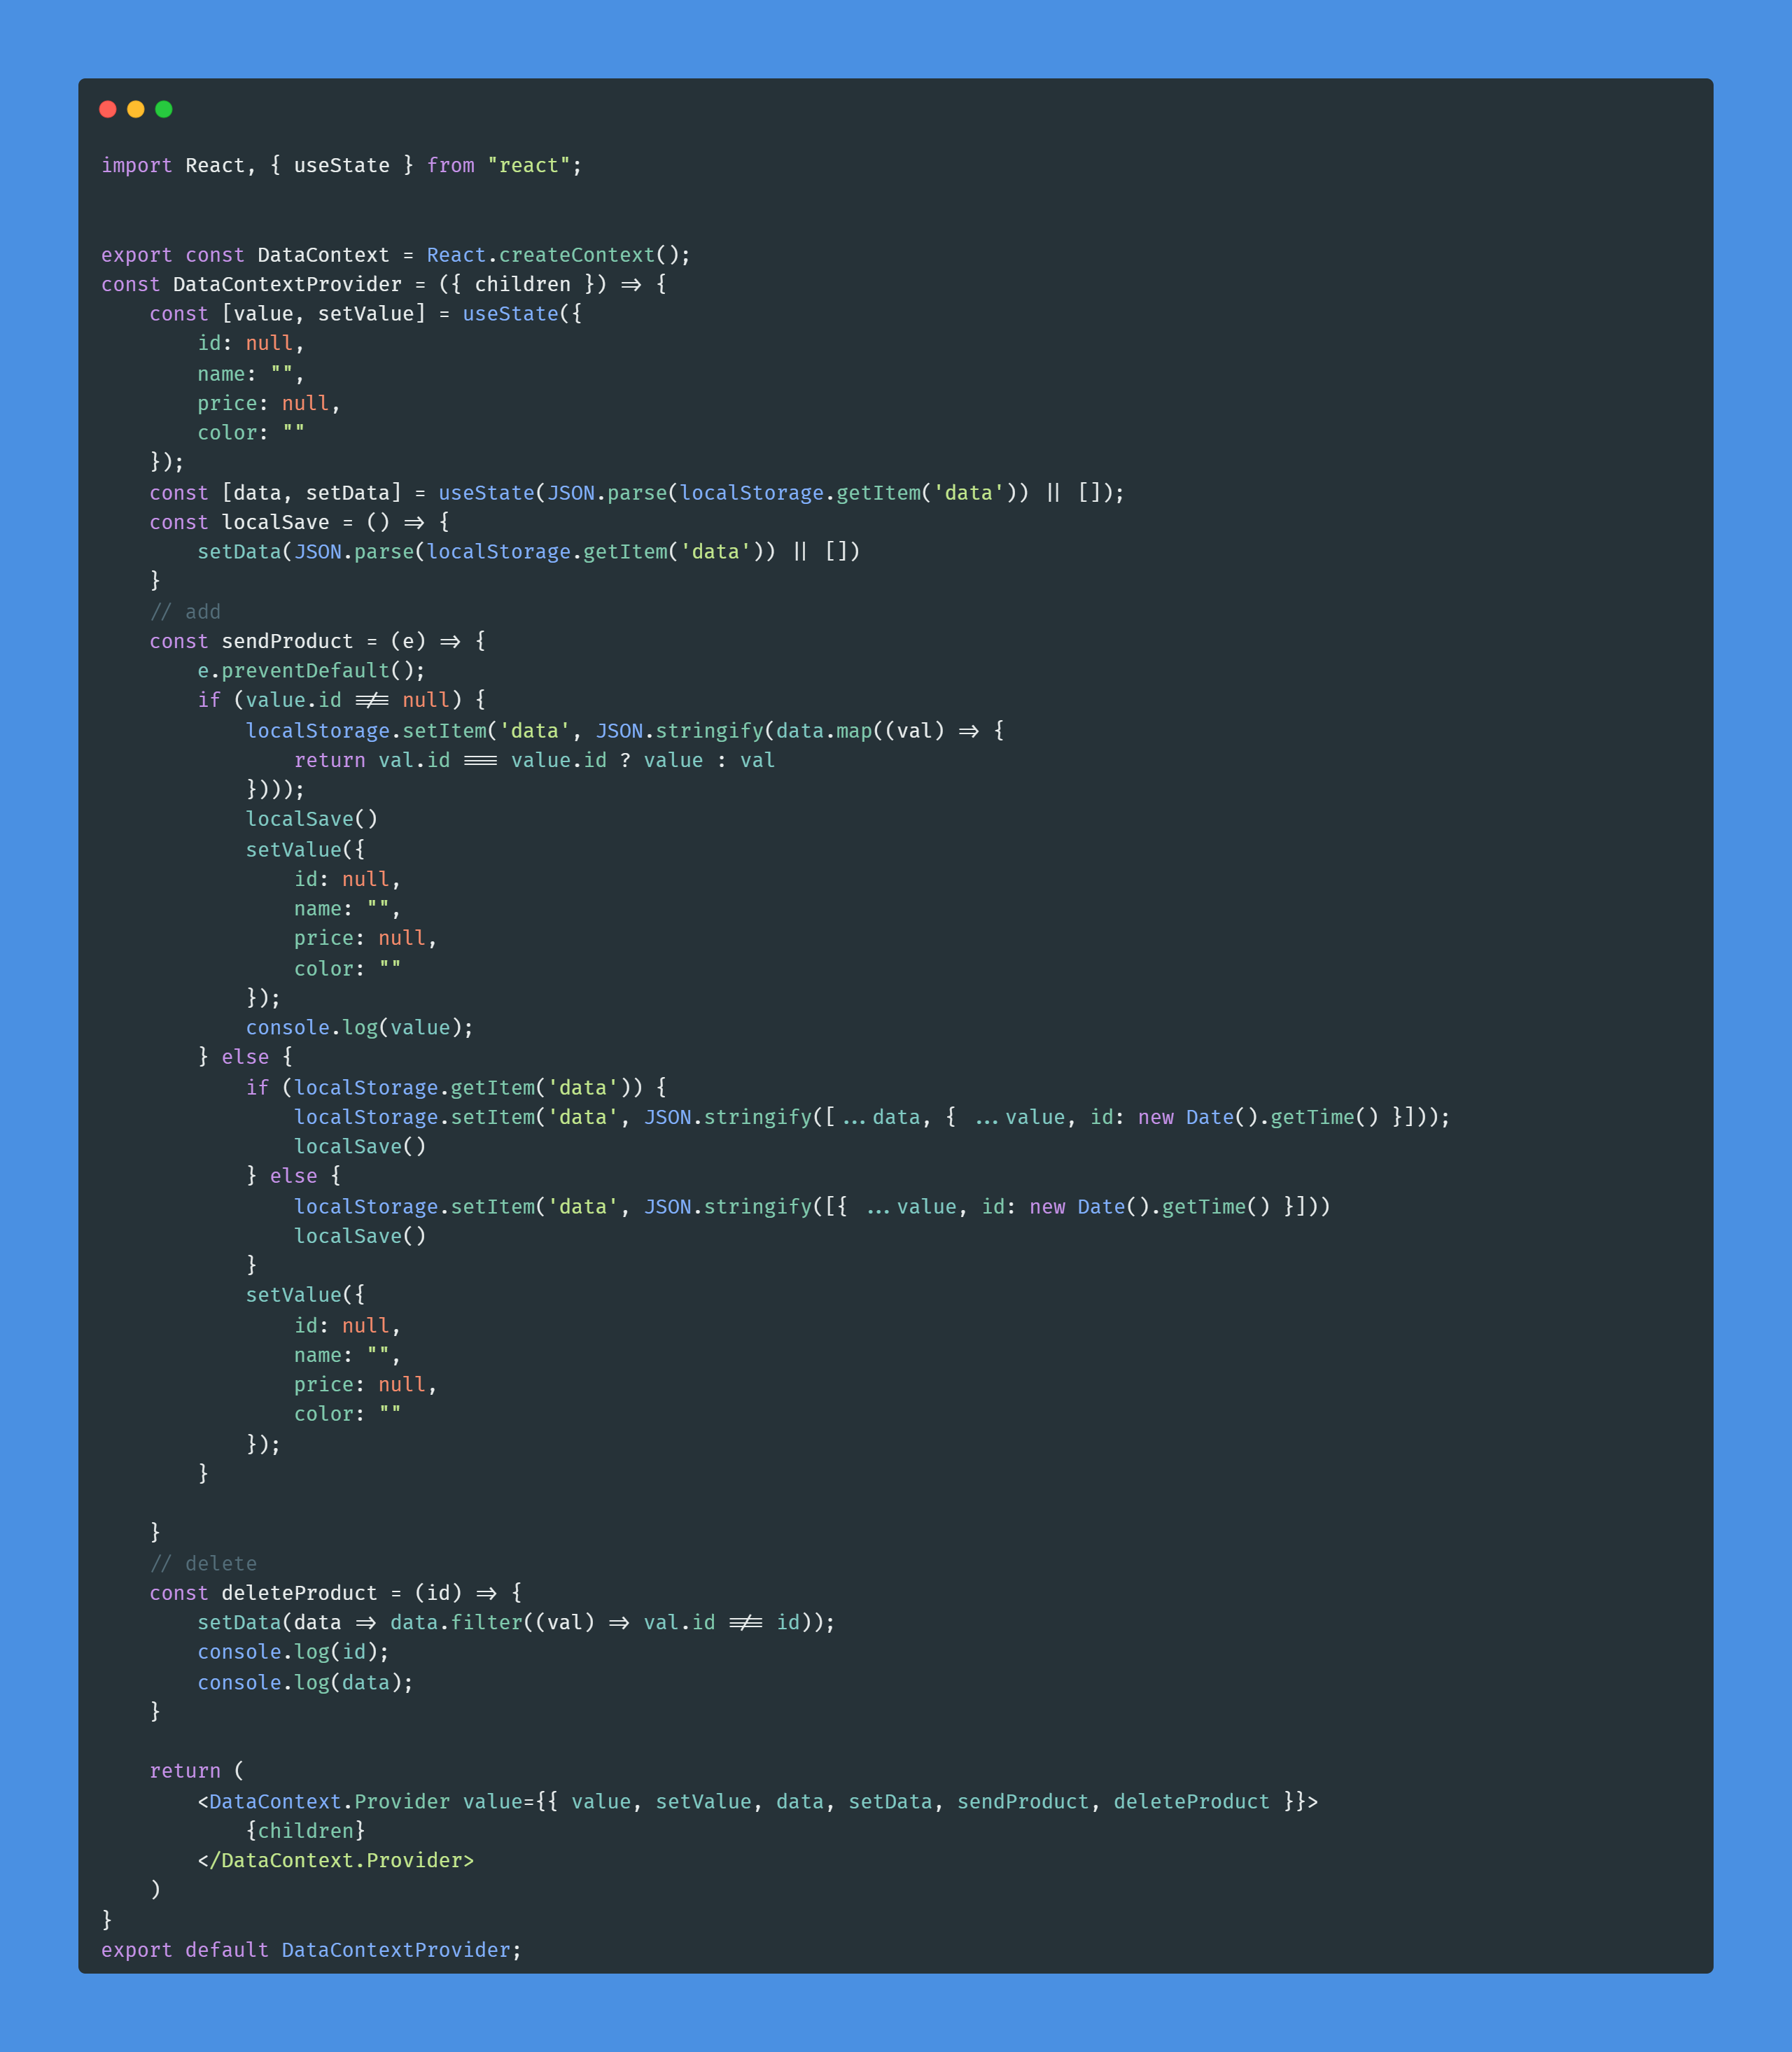 import React, { useState } from "react";
export const DataContext = React.createContext();
const DataContextProvider = ({ children }) => {
    const [value, setValue] = useState({
        id: null,
        name: "",
        price: null,
        color: ""
    });
    const [data, setData] = useState(JSON.parse(localStorage.getItem('data')) || []);
    const localSave = () => {
        setData(JSON.parse(localStorage.getItem('data')) || [])
    }
    // add
    const sendProduct = (e) => {
        e.preventDefault();
        if (value.id !== null) {
            localStorage.setItem('data', JSON.stringify(data.map((val) => {
                return val.id === value.id ? value : val
            })));
            localSave()
            setValue({
                id: null,
                name: "",
                price: null,
                color: ""
            });
            console.log(value);
        } else {
            if (localStorage.getItem('data')) {
                localStorage.setItem('data', JSON.stringify([...data, { ...value, id: new Date().getTime() }]));
                localSave()
            } else {
                localStorage.setItem('data', JSON.stringify([{ ...value, id: new Date().getTime() }]))
                localSave()
            }
            setValue({
                id: null,
                name: "",
                price: null,
                color: ""
            });
        }
    }
    // delete
    const deleteProduct = (id) => {
        setData(data => data.filter((val) => val.id !== id));
        console.log(id);
        console.log(data);
    }
    return (
        <DataContext.Provider value={{ value, setValue, data, setData, sendProduct, deleteProduct }}>
            {children}
        </DataContext.Provider>
    )
}
export default DataContextProvider;